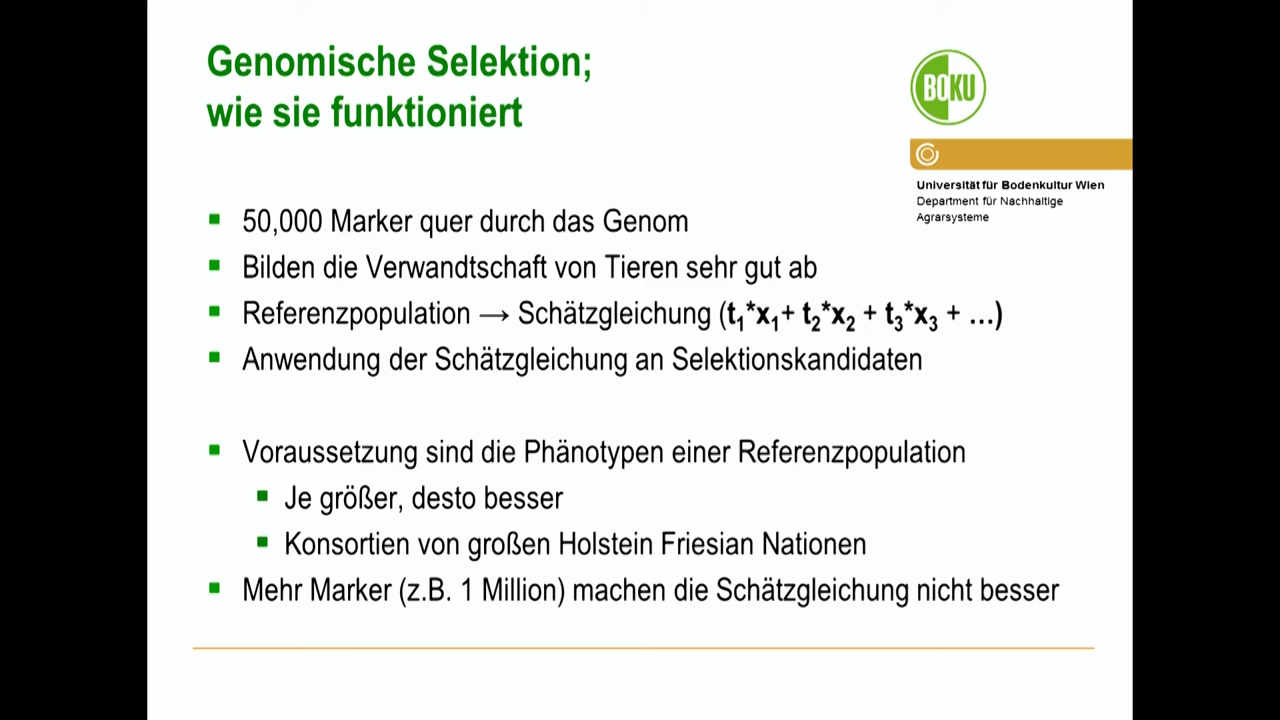 Genomische Selektion;
wie sie funktioniert
BOKU
Universität für Bodenkultur Wien
Department für Nachhaltige
Agrarsysteme
50,000 Marker quer durch das Genom
Bilden die Verwandtschaft von Tieren sehr gut ab
Referenzpopulation → Schätzgleichung (t₁*x₁+ t₂*x₂ + t₃*x₃ + …)
Anwendung der Schätzgleichung an Selektionskandidaten
Voraussetzung sind die Phänotypen einer Referenzpopulation
Je größer, desto besser
Konsortien von großen Holstein Friesian Nationen
Mehr Marker (z.B. 1 Million) machen die Schätzgleichung nicht besser